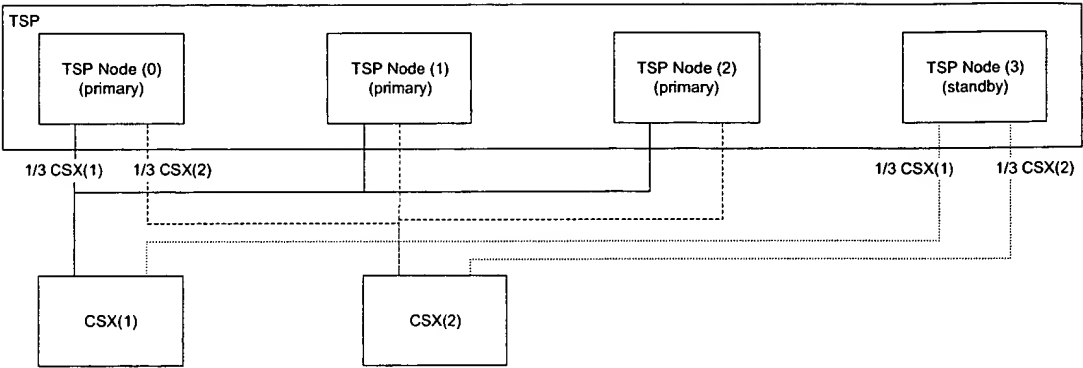 TSP
TSP Node (0)
(primary)
TSP Node (1)
(primary)
TSP Node (2)
(primary)
TSP Node (3)
(standby)
1/3 CSX(1)
1/3 CSX(2)
1/3 CSX(1)
1/3 CSX(2)
CSX(1)
CSX(2)